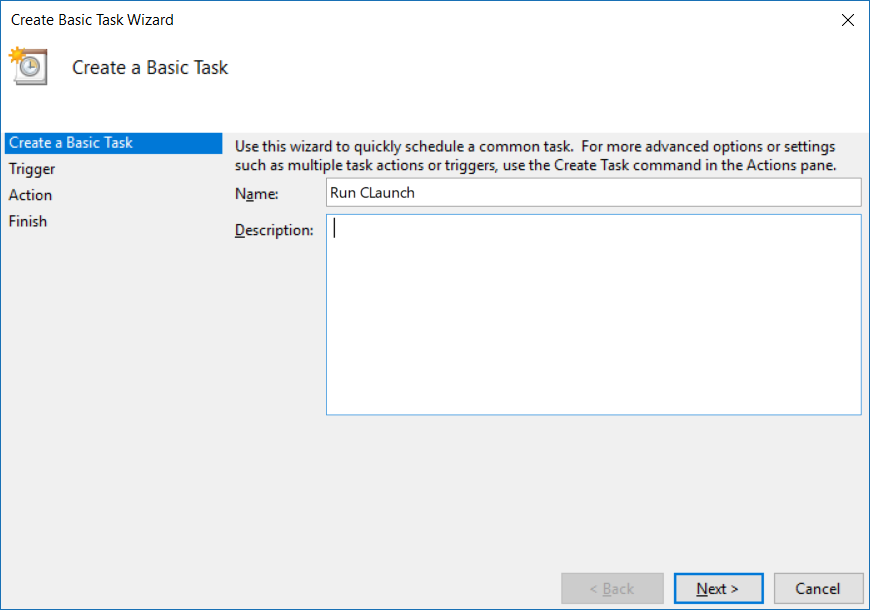 Create Basic Task Wizard
Create a Basic Task
Create a Basic Task
Trigger
Action
Finish
Use this wizard to quickly schedule a common task.  For more advanced options or settings
such as multiple task actions or triggers, use the Create Task command in the Actions pane.
Name: Run CLaunch
Description:
< Back Next > Cancel